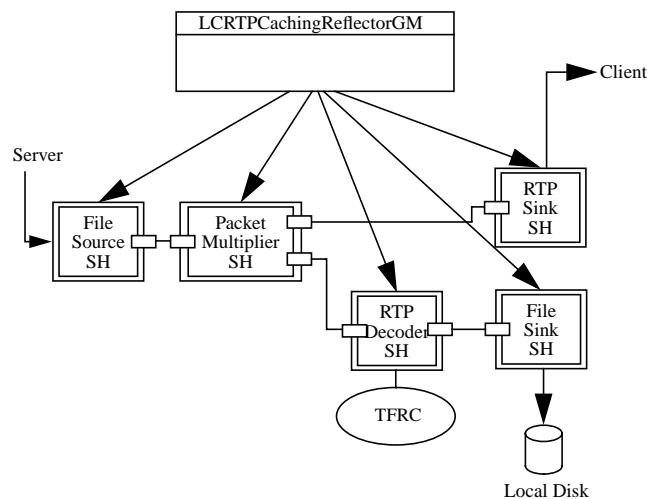 LCRTPCachingReflectorGM
Client
Server
File
Source
SH
Packet
Multiplier
SH
RTP
Sink
SH
RTP
Decoder
SH
File
Sink
SH
TFRC
Local Disk